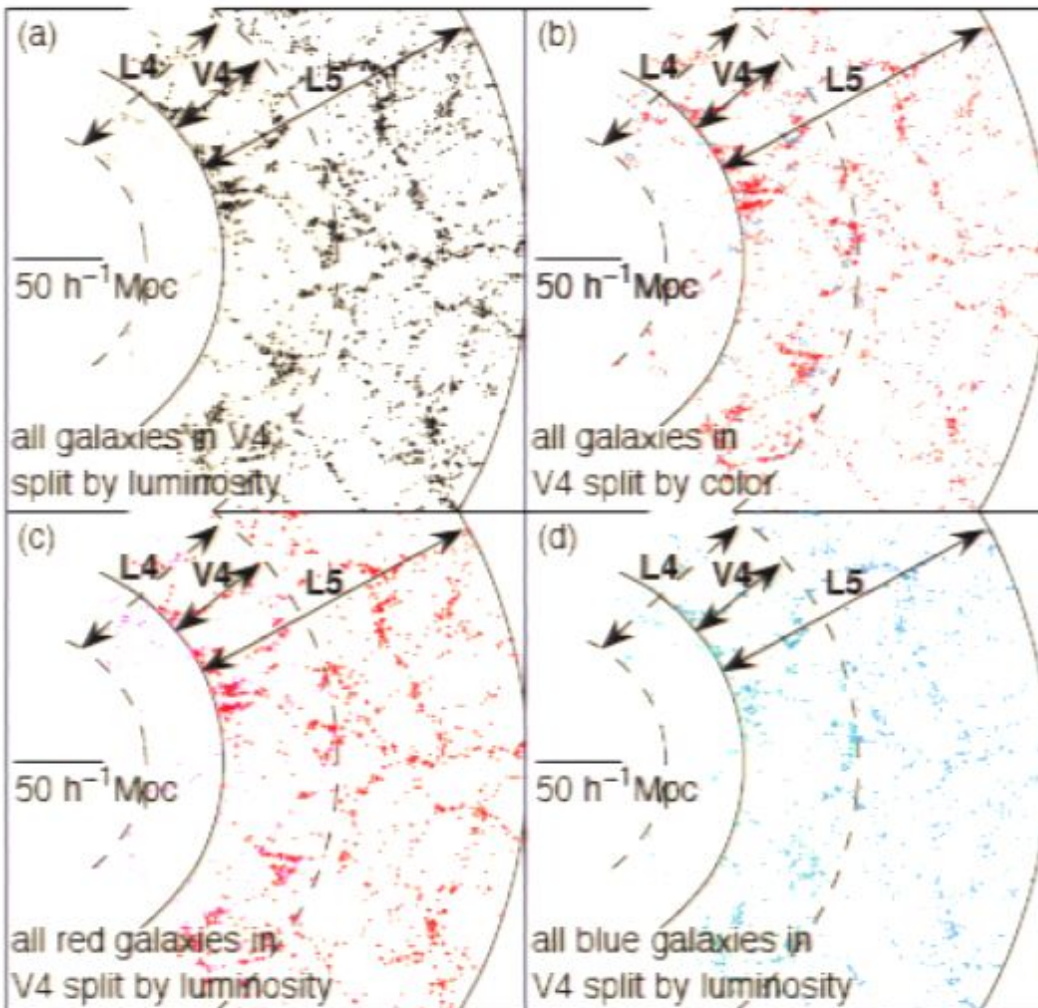 (a)
L4
V4
L5
50 h⁻¹Mpc
all galaxies in V4
split by luminosity
(b)
L4
V4
L5
50 h⁻¹Mpc
all galaxies in
V4 split by color
(c)
L4
V4
L5
50 h⁻¹Mpc
all red galaxies in
V4 split by luminosity
(d)
L4
V4
L5
50 h⁻¹Mpc
all blue galaxies in
V4 split by luminosity